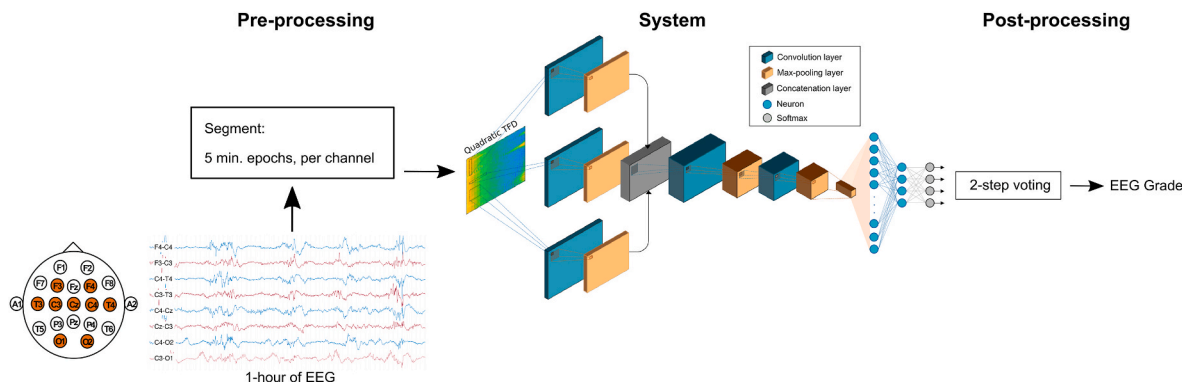 Pre-processing
System
Post-processing
Convolution layer
Max-pooling layer
Concatenation layer
Neuron
Softmax
Segment:
5 min. epochs, per channel
Quadratic TFD
2-step voting
EEG Grade
F4-C4
F3-C3
C4-T4
C3-T3
C4-Cz
Cz-C3
C4-O2
C3-O1
1-hour of EEG
F1 F2
F7 F3 Fz F4 F8
A1 T3 C3 Cz C4 T4 A2
T5 P3 Pz P4 T6
O1 O2